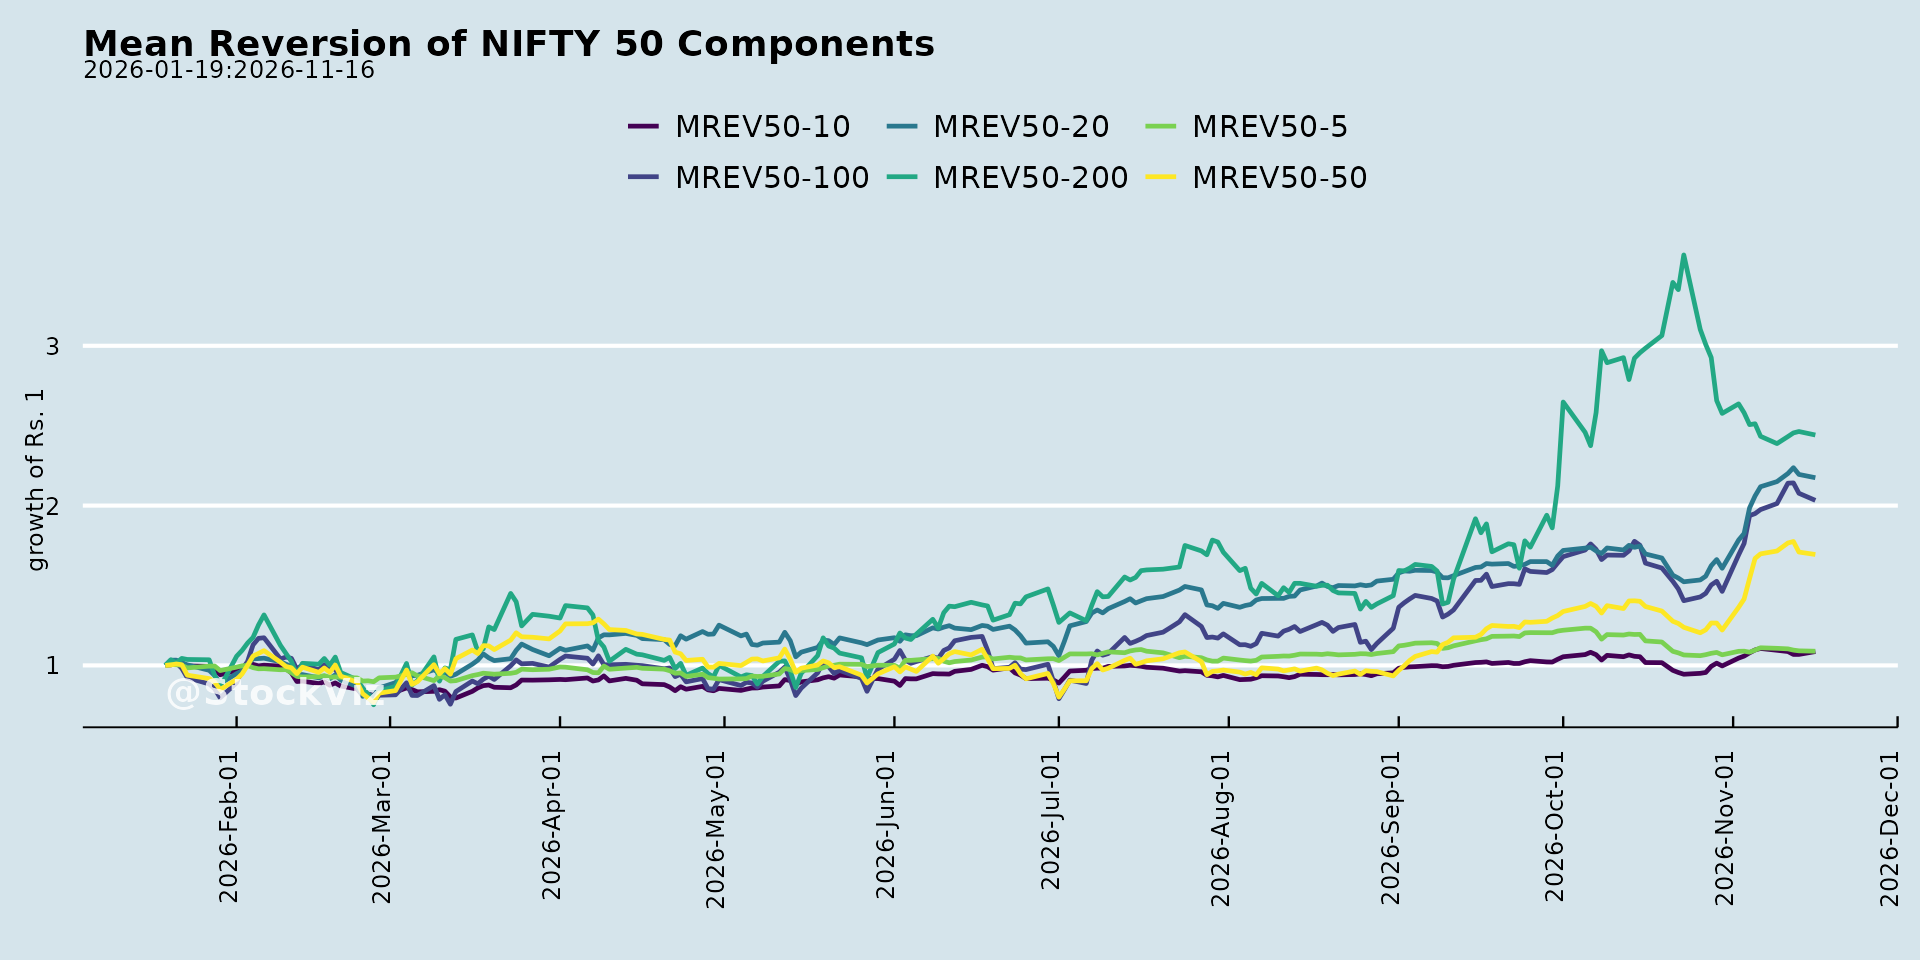 Mean Reversion of NIFTY 50 Components
2026-01-19:2026-11-16
MREV50-10 MREV50-20 MREV50-5
MREV50-100 MREV50-200 MREV50-50
growth of Rs. 1
3
2
1
@StockViz
2026-Feb-01 2026-Mar-01 2026-Apr-01 2026-May-01 2026-Jun-01 2026-Jul-01 2026-Aug-01 2026-Sep-01 2026-Oct-01 2026-Nov-01 2026-Dec-01